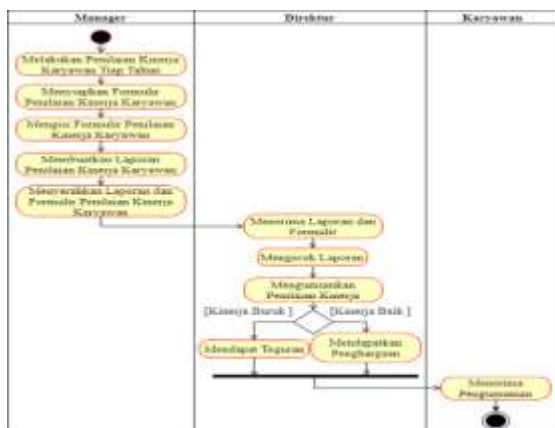 Manager
Direktur
Karyawan
Melakukan Penilaian Kinerja
Karyawan Tiap Tahun
Menyiapkan Formulir
Penilaian Kinerja Karyawan
Mengisi Formulir Penilaian
Kinerja Karyawan
Membuatkan Laporan
Penilaian Kinerja Karyawan
Menyerahkan Laporan dan
Formulir Penilaian Kinerja
Karyawan
Menerima Laporan dan
Formulir
Mengecek Laporan
Mengumumkan
Penilaian Kinerja
[Kinerja Buruk ]
[Kinerja Baik ]
Mendapat Teguran
Mendapatkan
Penghargaan
Menerima
Pengumuman